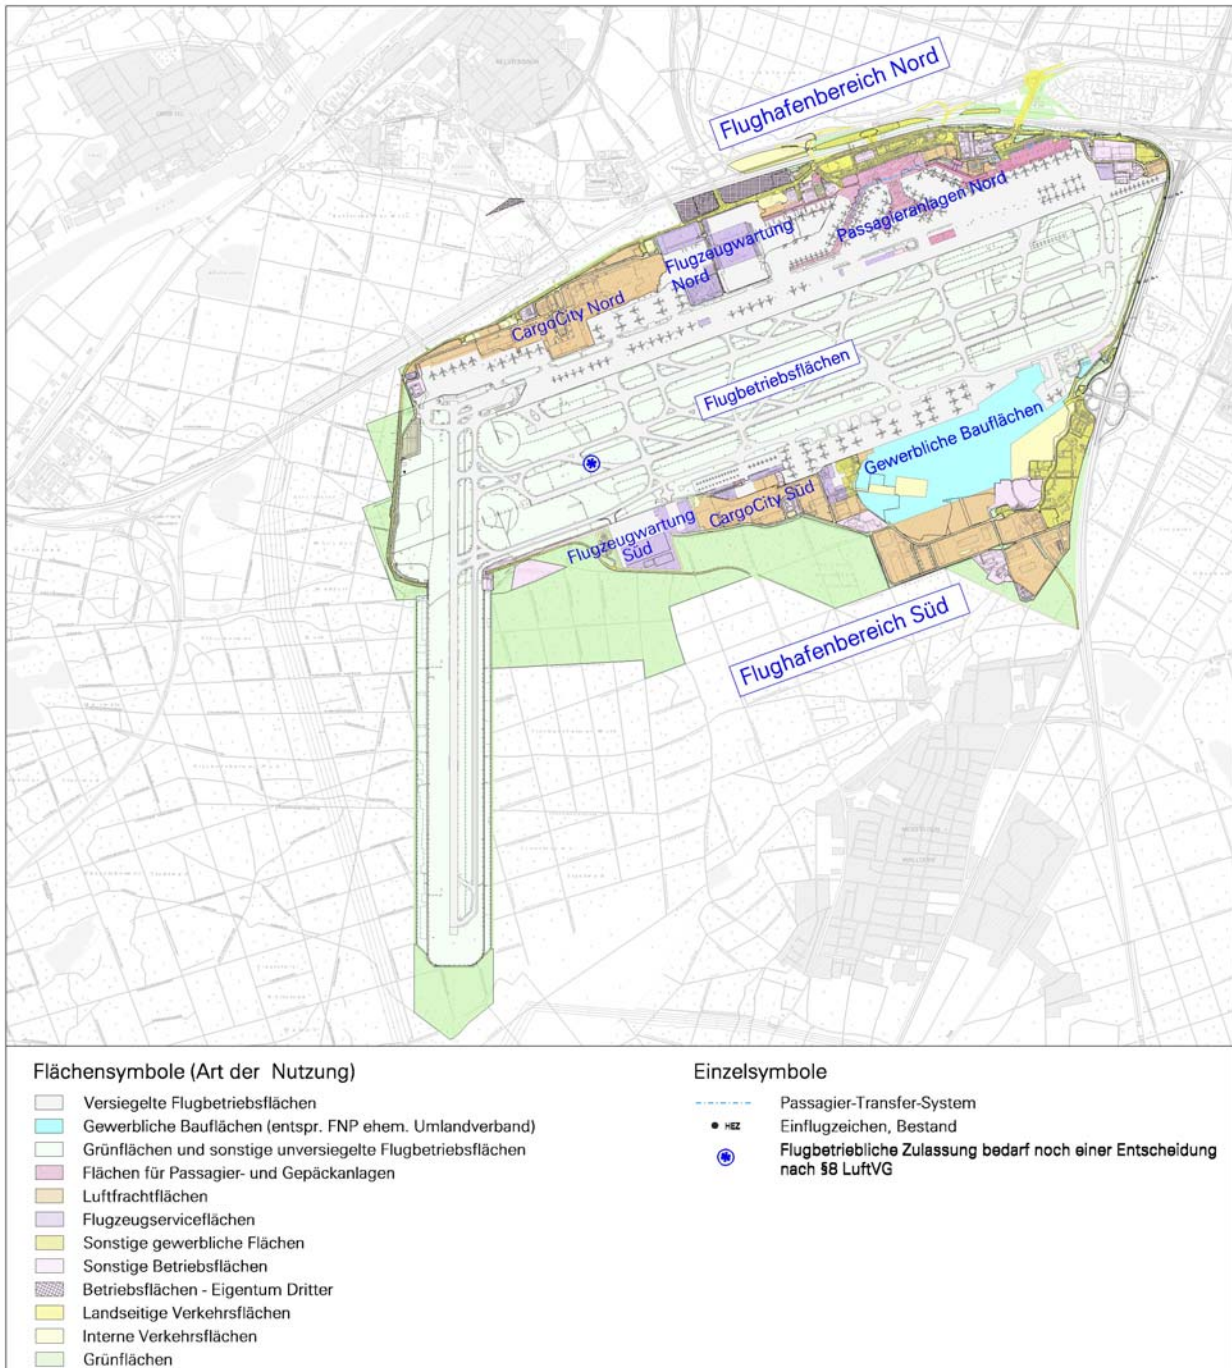 Flughafenbereich Nord
Passagieranlagen Nord
Flugzeugwartung
Nord
CargoCity Nord
Flugbetriebsflächen
Gewerbliche Bauflächen
CargoCity Süd
Flugzeugwartung
Süd
Flughafenbereich Süd
Flächensymbole (Art der Nutzung)
Versiegelte Flugbetriebsflächen
Gewerbliche Bauflächen (entspr. FNP ehem. Umlandverband)
Grünflächen und sonstige unversiegelte Flugbetriebsflächen
Flächen für Passagier- und Gepäckanlagen
Luftfrachtflächen
Flugzeugserviceflächen
Sonstige gewerbliche Flächen
Sonstige Betriebsflächen
Betriebsflächen - Eigentum Dritter
Landseitige Verkehrsflächen
Interne Verkehrsflächen
Grünflächen
Einzelsymbole
Passagier-Transfer-System
HEZ Einflugzeichen, Bestand
Flugbetriebliche Zulassung bedarf noch einer Entscheidung
nach §8 LuftVG